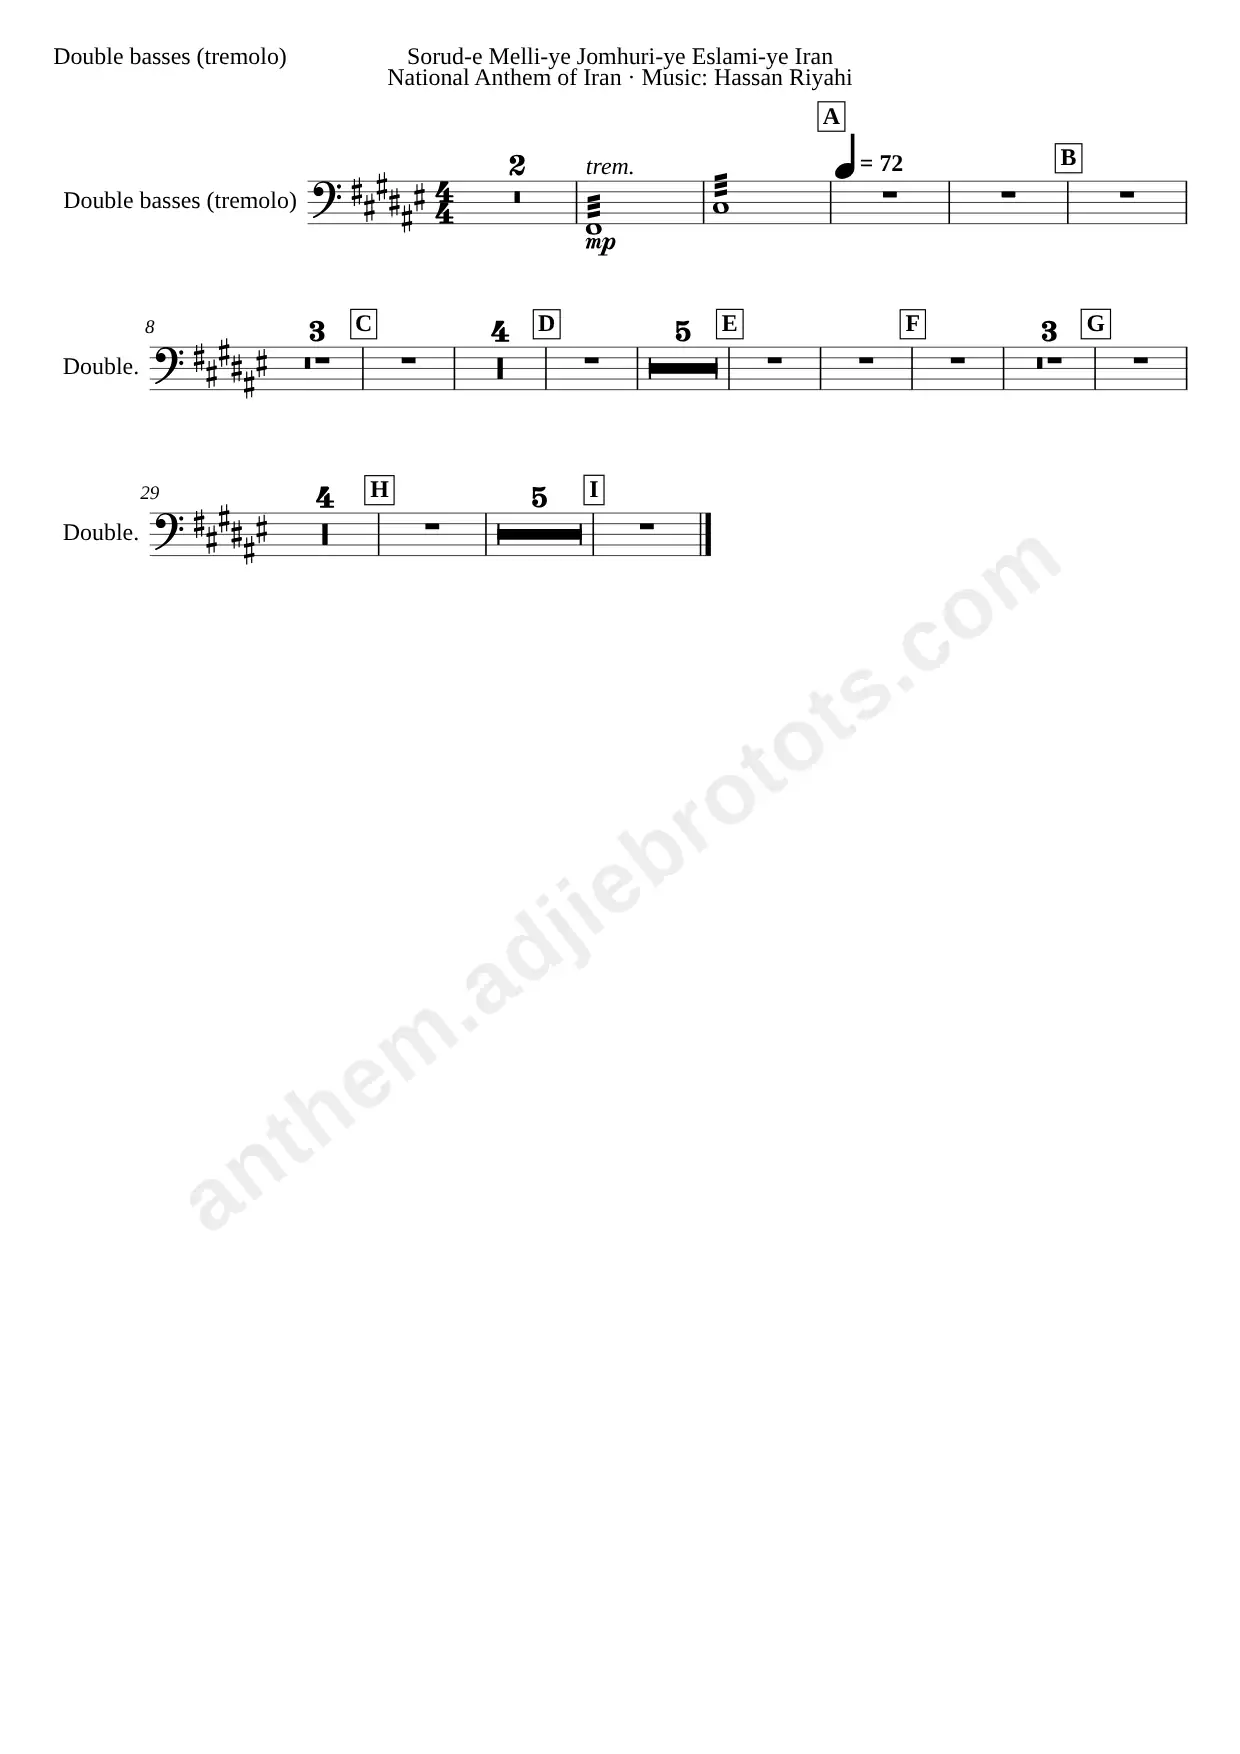 Double basses (tremolo)
Sorud-e Melli-ye Jomhuri-ye Eslami-ye Iran
National Anthem of Iran · Music: Hassan Riyahi
A
2 trem. = 72 B
Double basses (tremolo) 4/4
mp
8 3 C 4 D 5 E F 3 G
Double.
29 4 H 5 I
Double.
anthem.adjiebrotots.com